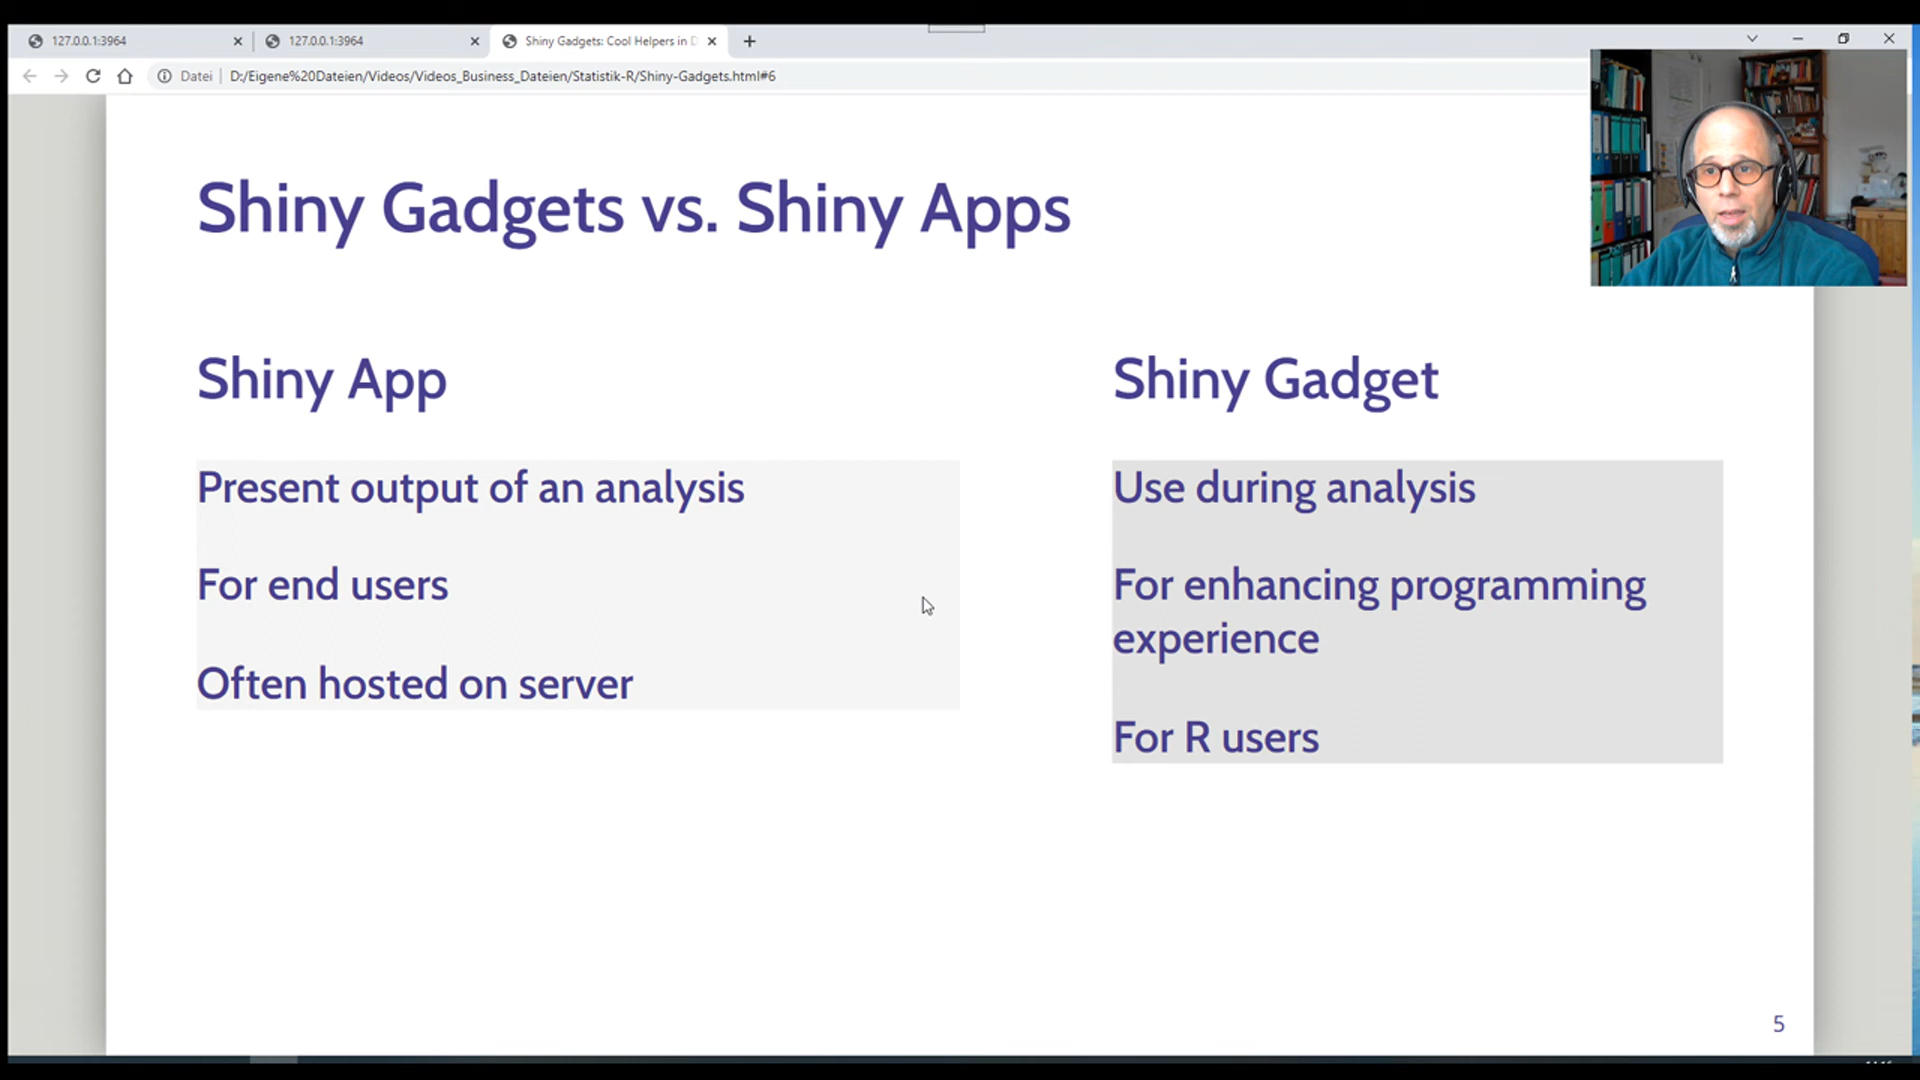 127.0.0.1:3964
127.0.0.1:3964
Shiny Gadgets: Cool Helpers in D
Datei
D:/Eigene%20Dateien/Videos/Videos_Business_Dateien/Statistik-R/Shiny-Gadgets.html#6
Shiny Gadgets vs. Shiny Apps
Shiny App
Present output of an analysis
For end users
Often hosted on server
Shiny Gadget
Use during analysis
For enhancing programming
experience
For R users
5